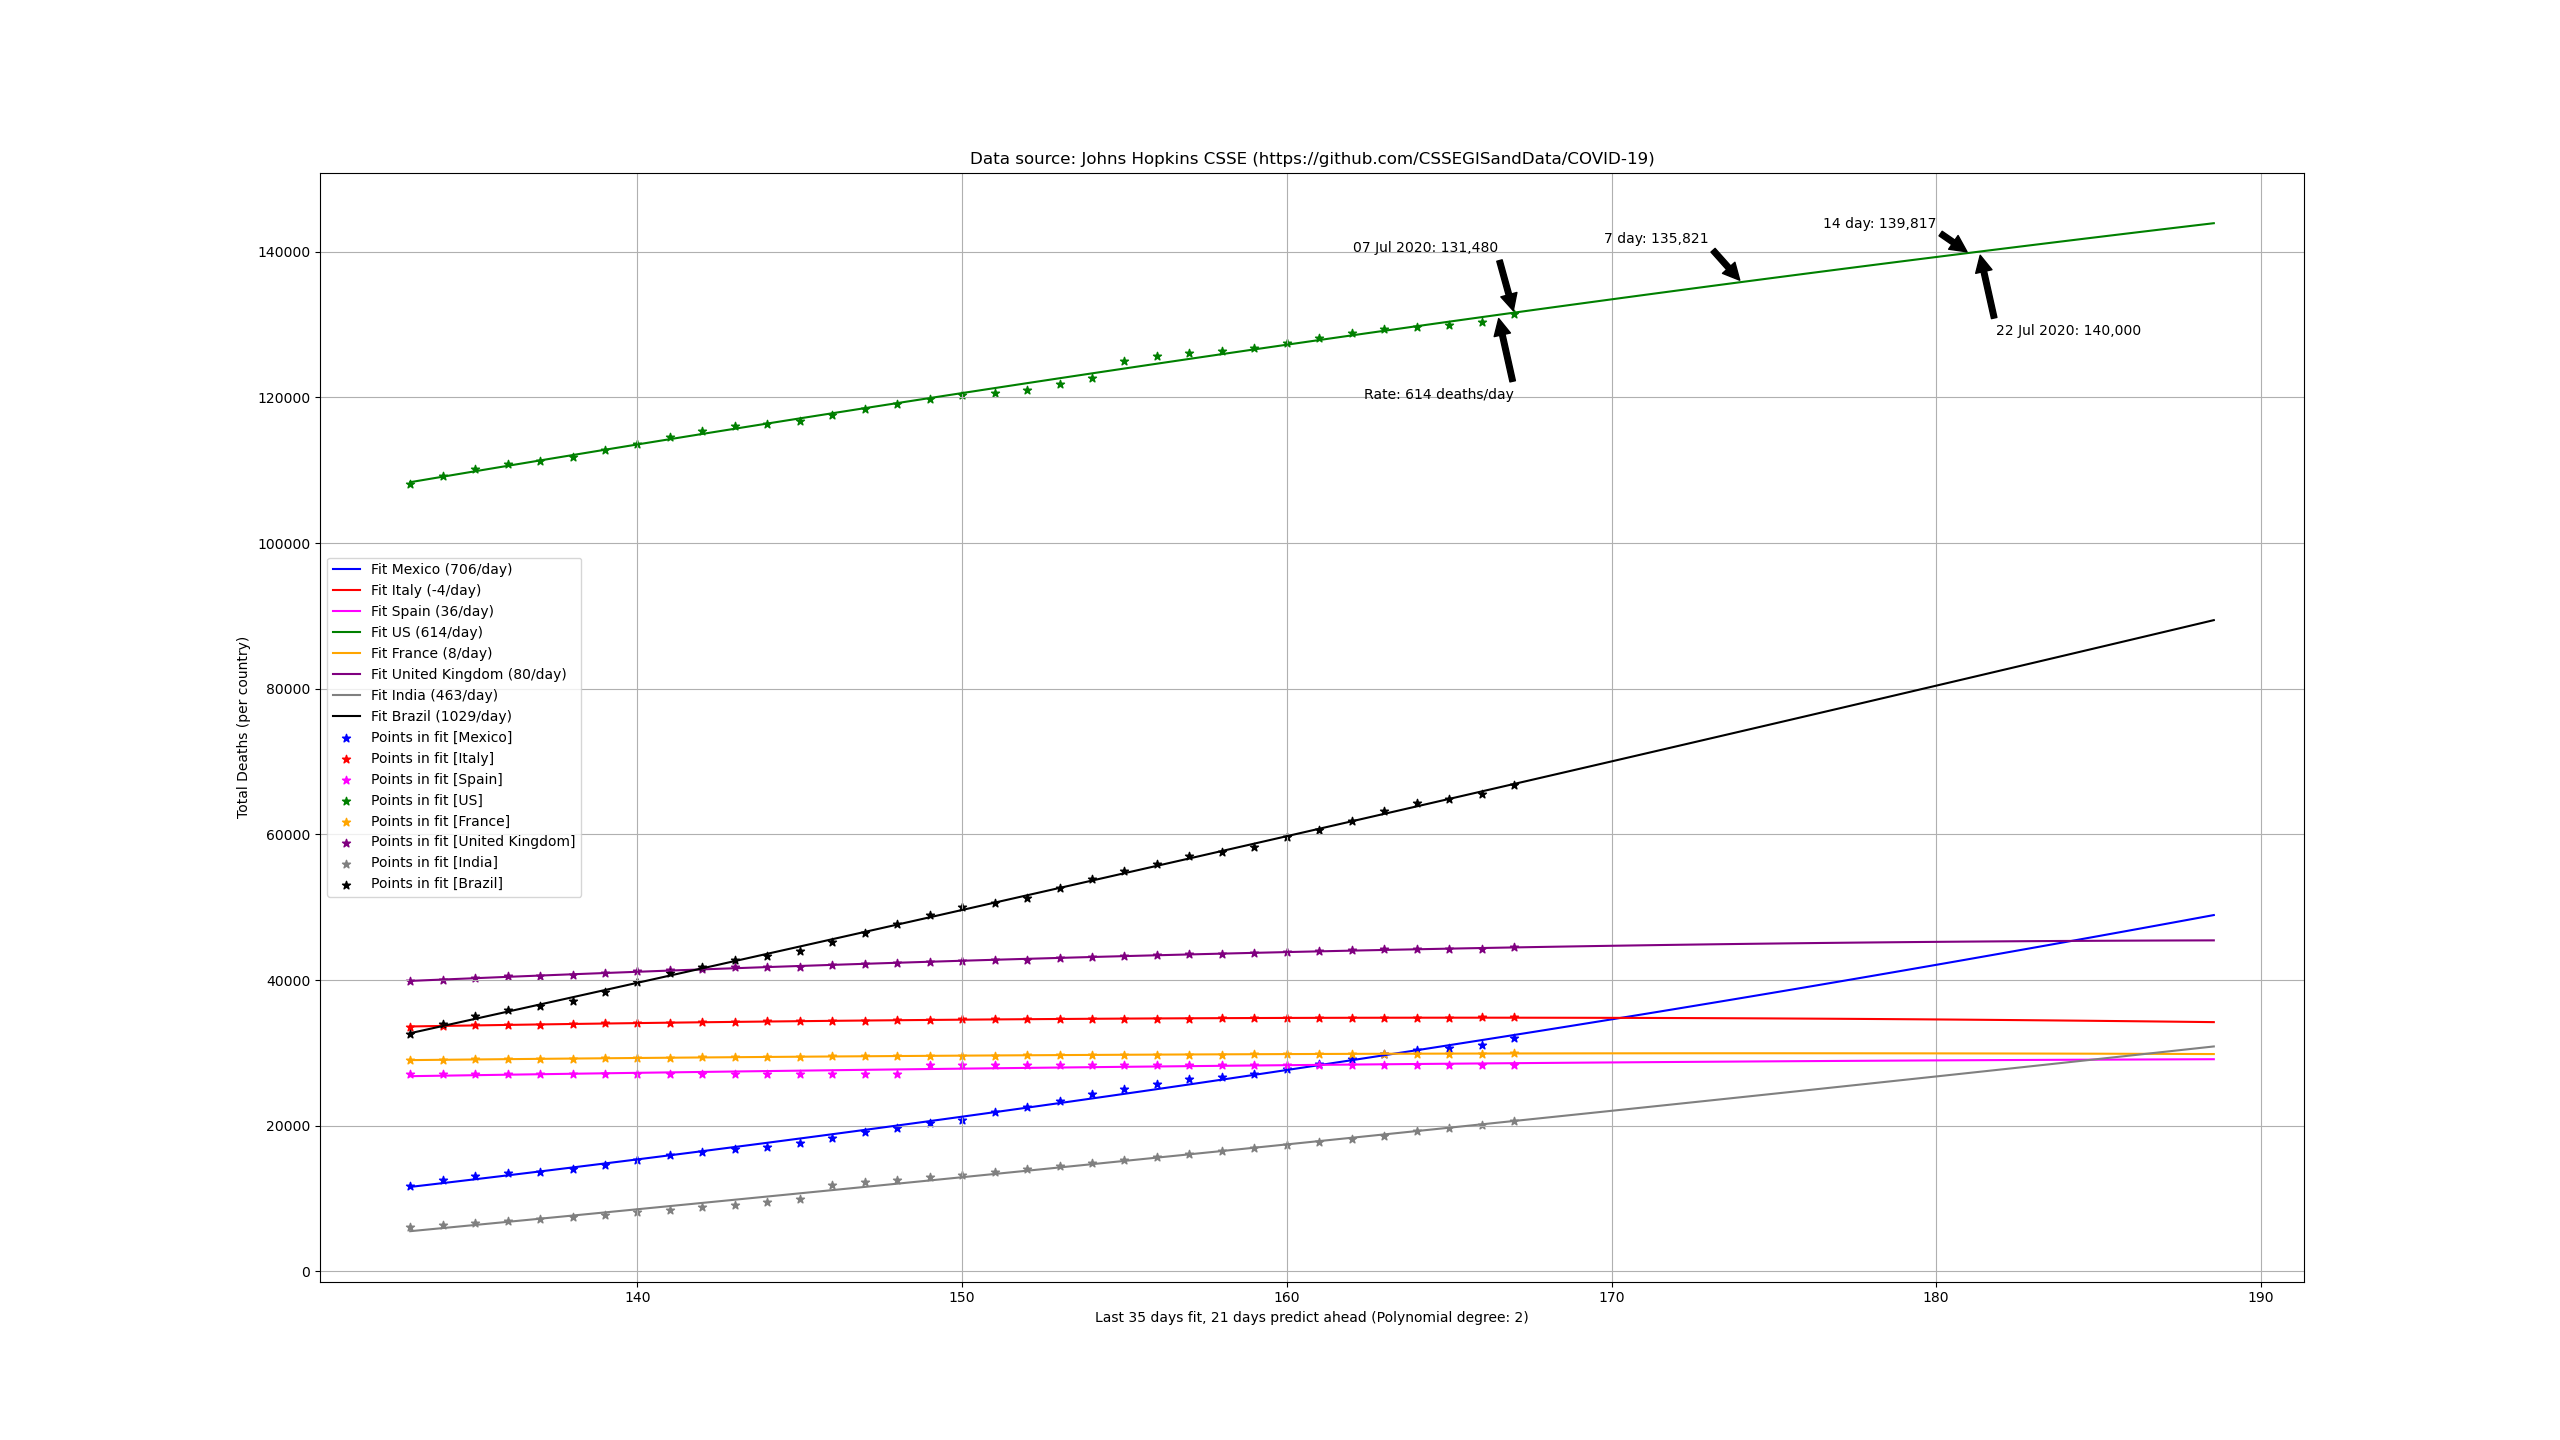 Data source: Johns Hopkins CSSE (https://github.com/CSSEGISandData/COVID-19)
14 day: 139,817
7 day: 135,821
07 Jul 2020: 131,480
22 Jul 2020: 140,000
Rate: 614 deaths/day
140000
120000
100000
80000
60000
40000
20000
0
Total Deaths (per country)
Fit Mexico (706/day)
Fit Italy (-4/day)
Fit Spain (36/day)
Fit US (614/day)
Fit France (8/day)
Fit United Kingdom (80/day)
Fit India (463/day)
Fit Brazil (1029/day)
Points in fit [Mexico]
Points in fit [Italy]
Points in fit [Spain]
Points in fit [US]
Points in fit [France]
Points in fit [United Kingdom]
Points in fit [India]
Points in fit [Brazil]
140 150 160 170 180 190
Last 35 days fit, 21 days predict ahead (Polynomial degree: 2)